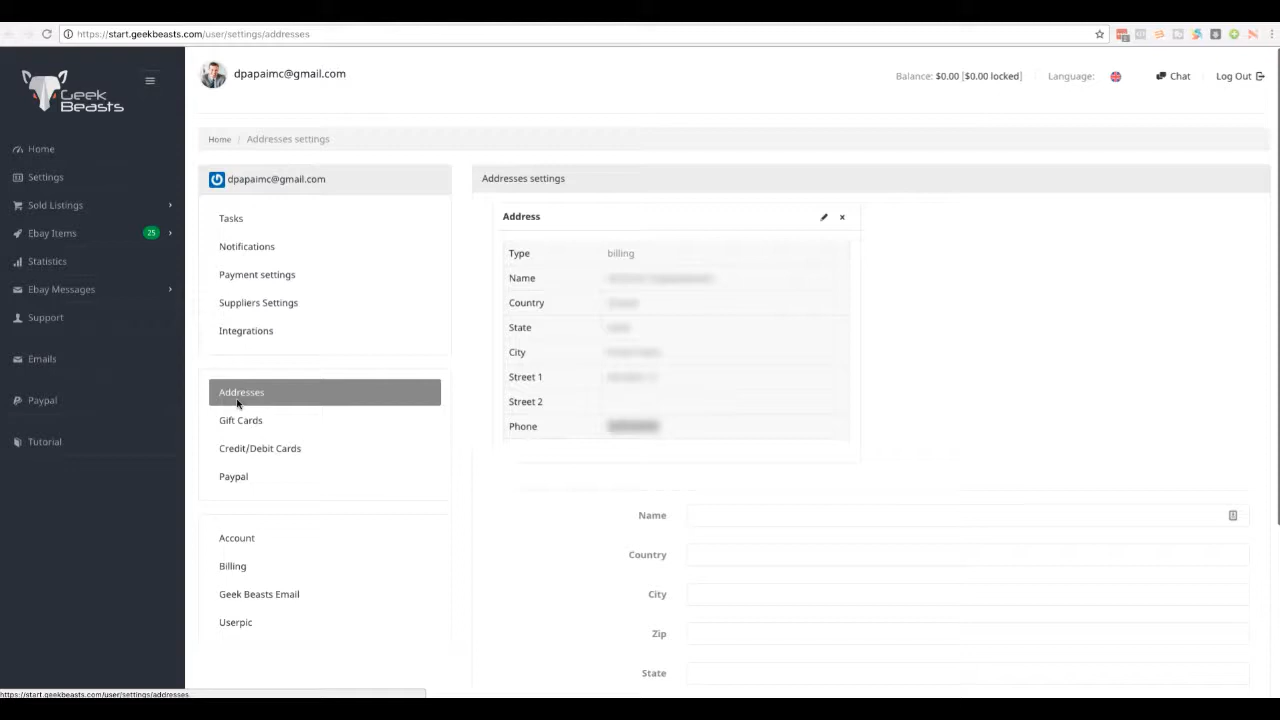 https://start.geekbeasts.com/user/settings/addresses
Geek
Beasts
dpapaimc@gmail.com
Balance: $0.00 |$0.00 locked|
Language:
Chat
Log Out
Home
Settings
Sold Listings
Ebay Items 25
Statistics
Ebay Messages
Support
Emails
Paypal
Tutorial
Home / Addresses settings
dpapaimc@gmail.com
Tasks
Notifications
Payment settings
Suppliers Settings
Integrations
Addresses
Gift Cards
Credit/Debit Cards
Paypal
Account
Billing
Geek Beasts Email
Userpic
Addresses settings
Address
Type billing
Name
Country
State
City
Street 1
Street 2
Phone
Name
Country
City
Zip
State
https://start.geekbeasts.com/user/settings/addresses